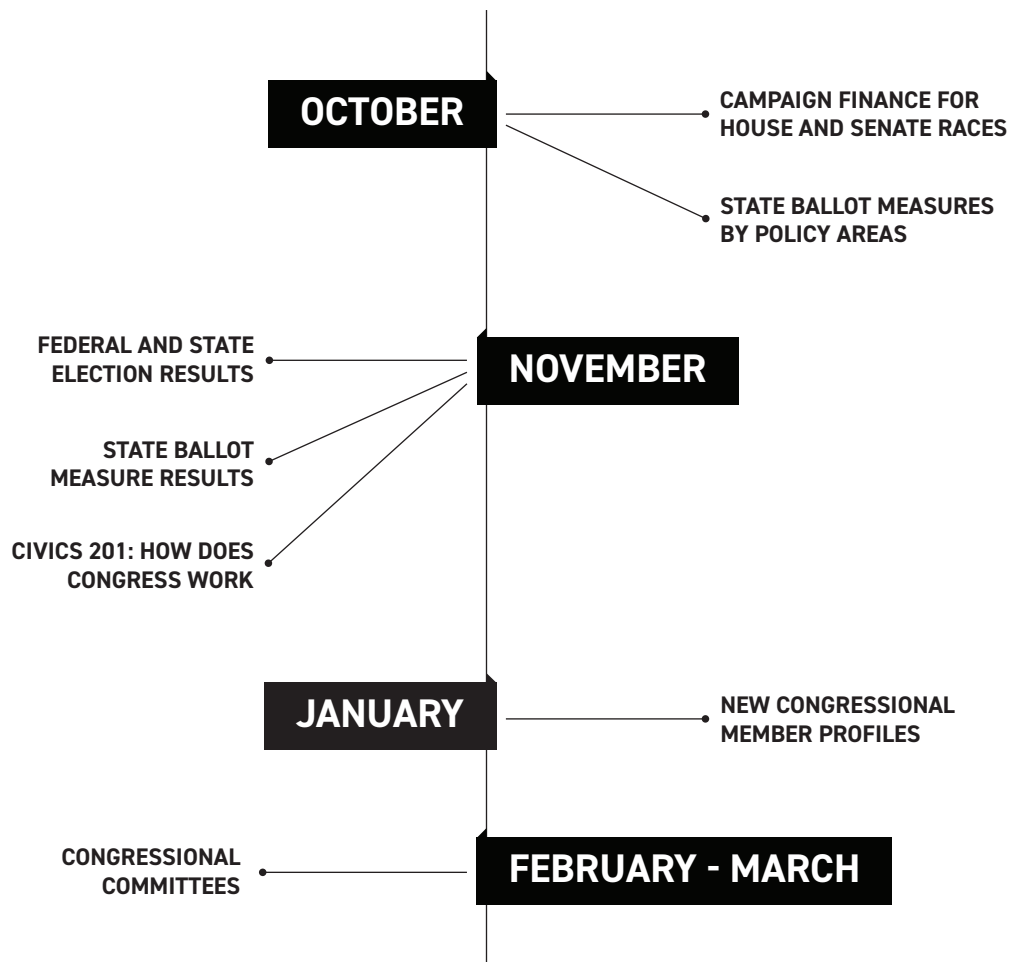 OCTOBER
CAMPAIGN FINANCE FOR
HOUSE AND SENATE RACES
STATE BALLOT MEASURES
BY POLICY AREAS
NOVEMBER
FEDERAL AND STATE
ELECTION RESULTS
STATE BALLOT
MEASURE RESULTS
CIVICS 201: HOW DOES
CONGRESS WORK
JANUARY
NEW CONGRESSIONAL
MEMBER PROFILES
FEBRUARY - MARCH
CONGRESSIONAL
COMMITTEES